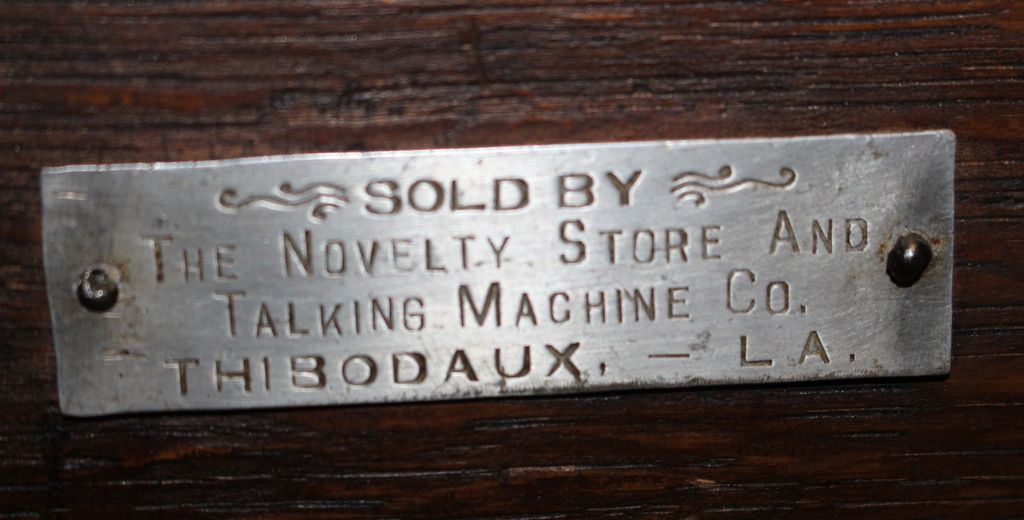 SOLD BY
THE NOVELTY STORE AND
TALKING MACHINE CO.
THIBODAUX. — LA.